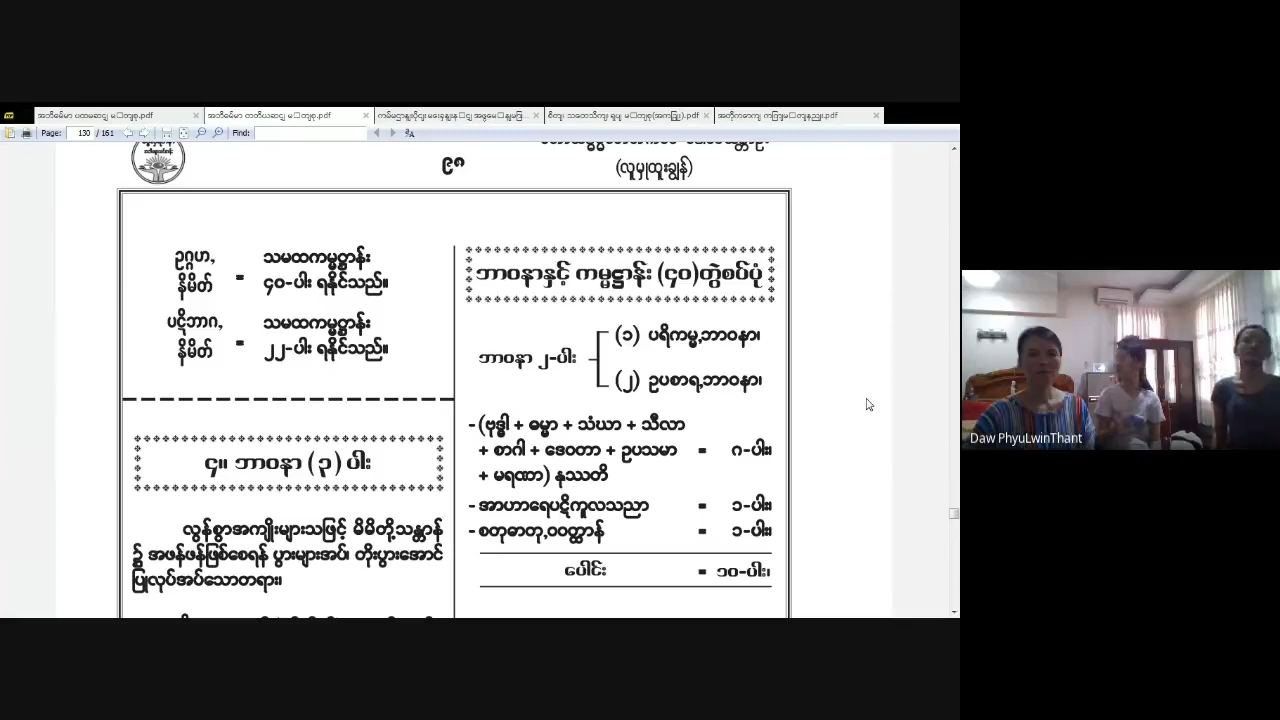 Page: 130 / 161 Find:
၉၈
(လူမှုထူးချွန်)
ဥဂ္ဂဟ,
နိမိတ်
=
သမထကမ္မဋ္ဌာန်း
၄၀-ပါး ရနိုင်သည်။
ပဋိဘာဂ,
နိမိတ်
=
သမထကမ္မဋ္ဌာန်း
၂၂-ပါး ရနိုင်သည်။
၄။ ဘာဝနာ (၃) ပါး
လွန်စွာအကျိုးများသဖြင့် မိမိတို့သန္တာန်
၌ အဖန်ဖန်ဖြစ်စေရန် ပွားများအပ်၊ တိုးပွားအောင်
ပြုလုပ်အပ်သောတရား၊
ဘာဝနာနှင့် ကမ္မဋ္ဌာန်း (၄၀) တွဲစပ်ပုံ
ဘာဝနာ ၂-ပါး
(၁) ပရိကမ္မ,ဘာဝနာ၊
(၂) ဥပစာရ,ဘာဝနာ၊
- (ဗုဒ္ဓါ + ဓမ္မာ + သံဃာ + သီလာ
+ စာဂါ + ဒေဝတာ + ဥပသမာ = ဂ-ပါး၊
+ မရဏာ) နုဿတိ
- အာဟာရေပဋိကူလသညာ = ၁-ပါး၊
- စတုဓာတု,ဝဝတ္ထာန် = ၁-ပါး၊
ပေါင်း = ၁၀-ပါး၊
Daw PhyuLwinThant